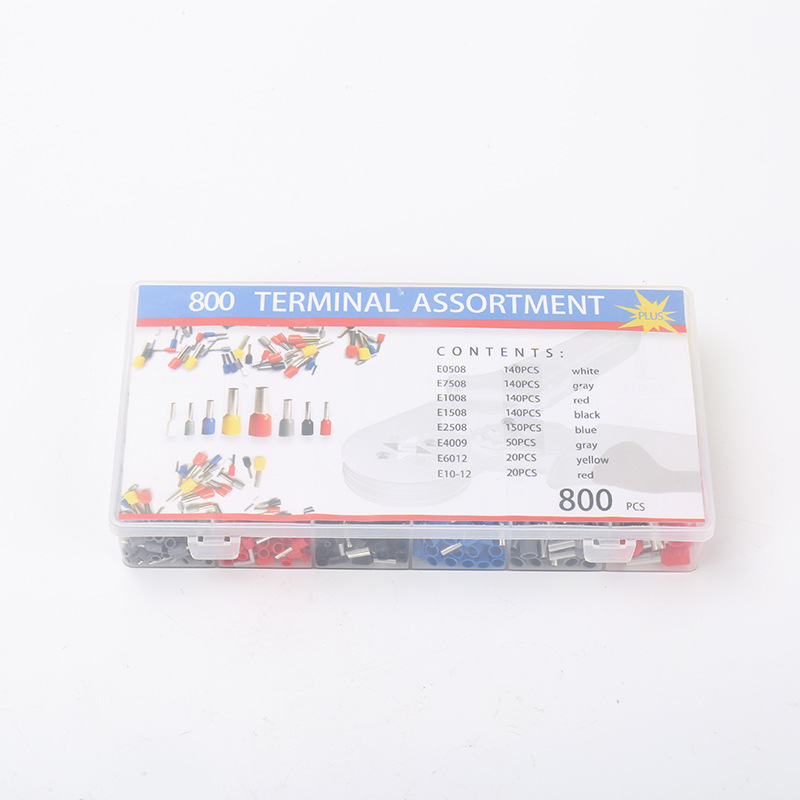 800 TERMINAL ASSORTMENT
PLUS
CONTENTS:
E0508 140PCS white
E7508 140PCS gray
E1008 140PCS red
E1508 140PCS black
E2508 150PCS blue
E4009 50PCS gray
E6012 20PCS yellow
E10-12 20PCS red
800 PCS